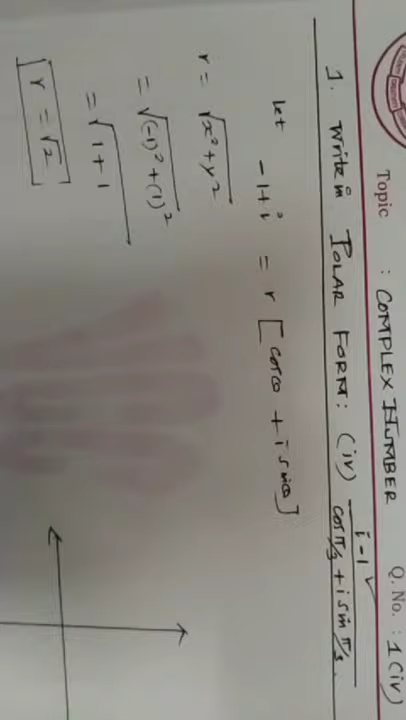 Topic : COMPLEX NUMBER Q. No. : 1(iv)
1. Write in POLAR FORM: (iv) i-1 / cos π/3 + i sin π/3.
Let -1+i = r [cosθ + i sinθ]
r = √x²+y²
= √(-1)²+(1)²
= √1+1
r = √2